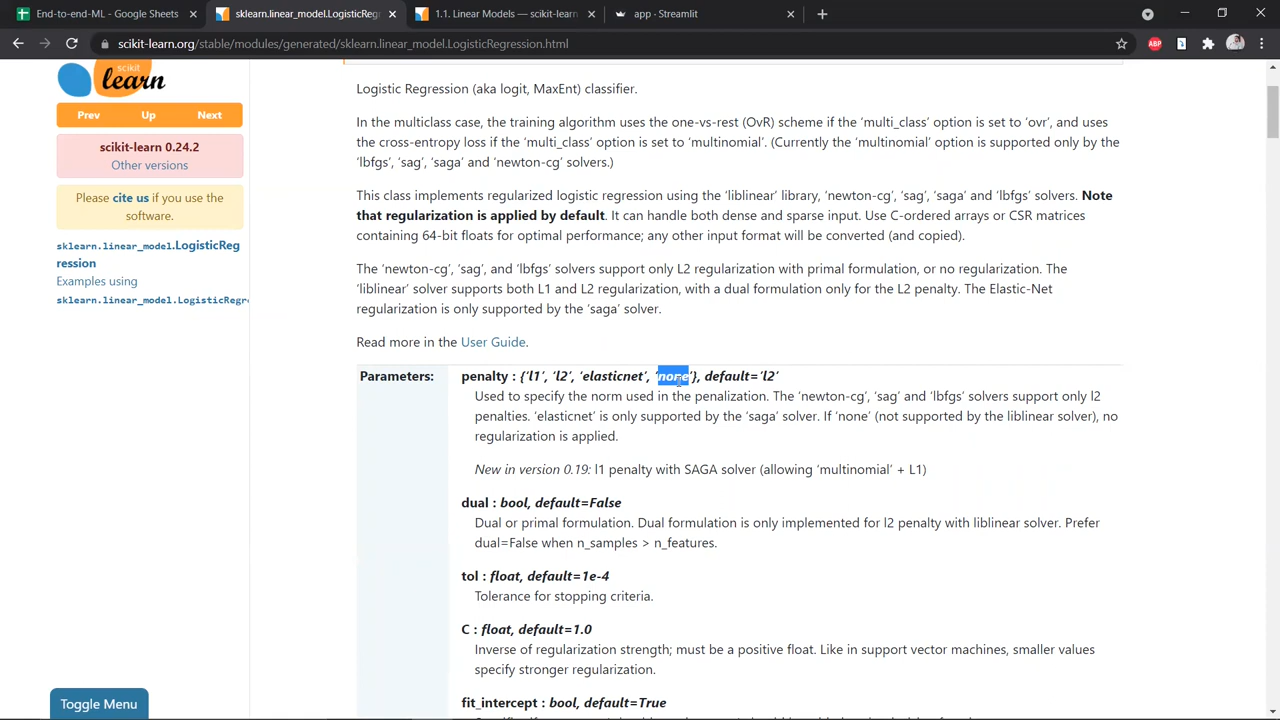 End-to-end-ML - Google Sheets
sklearn.linear_model.LogisticRegr
1.1. Linear Models — scikit-learn
app · Streamlit
scikit-learn.org/stable/modules/generated/sklearn.linear_model.LogisticRegression.html
ABP
scikit
learn
Prev Up Next
scikit-learn 0.24.2
Other versions
Please cite us if you use the
software.
sklearn.linear_model.LogisticReg
ression
Examples using
sklearn.linear_model.LogisticRegr
Logistic Regression (aka logit, MaxEnt) classifier.
In the multiclass case, the training algorithm uses the one-vs-rest (OvR) scheme if the ‘multi_class’ option is set to ‘ovr’, and uses
the cross-entropy loss if the ‘multi_class’ option is set to ‘multinomial’. (Currently the ‘multinomial’ option is supported only by the
‘lbfgs’, ‘sag’, ‘saga’ and ‘newton-cg’ solvers.)
This class implements regularized logistic regression using the ‘liblinear’ library, ‘newton-cg’, ‘sag’, ‘saga’ and ‘lbfgs’ solvers. Note
that regularization is applied by default. It can handle both dense and sparse input. Use C-ordered arrays or CSR matrices
containing 64-bit floats for optimal performance; any other input format will be converted (and copied).
The ‘newton-cg’, ‘sag’, and ‘lbfgs’ solvers support only L2 regularization with primal formulation, or no regularization. The
‘liblinear’ solver supports both L1 and L2 regularization, with a dual formulation only for the L2 penalty. The Elastic-Net
regularization is only supported by the ‘saga’ solver.
Read more in the User Guide.
Parameters:
penalty : {‘l1’, ‘l2’, ‘elasticnet’, ‘none’}, default=’l2’
Used to specify the norm used in the penalization. The ‘newton-cg’, ‘sag’ and ‘lbfgs’ solvers support only l2
penalties. ‘elasticnet’ is only supported by the ‘saga’ solver. If ‘none’ (not supported by the liblinear solver), no
regularization is applied.
New in version 0.19: l1 penalty with SAGA solver (allowing ‘multinomial’ + L1)
dual : bool, default=False
Dual or primal formulation. Dual formulation is only implemented for l2 penalty with liblinear solver. Prefer
dual=False when n_samples > n_features.
tol : float, default=1e-4
Tolerance for stopping criteria.
C : float, default=1.0
Inverse of regularization strength; must be a positive float. Like in support vector machines, smaller values
specify stronger regularization.
fit_intercept : bool, default=True
Toggle Menu